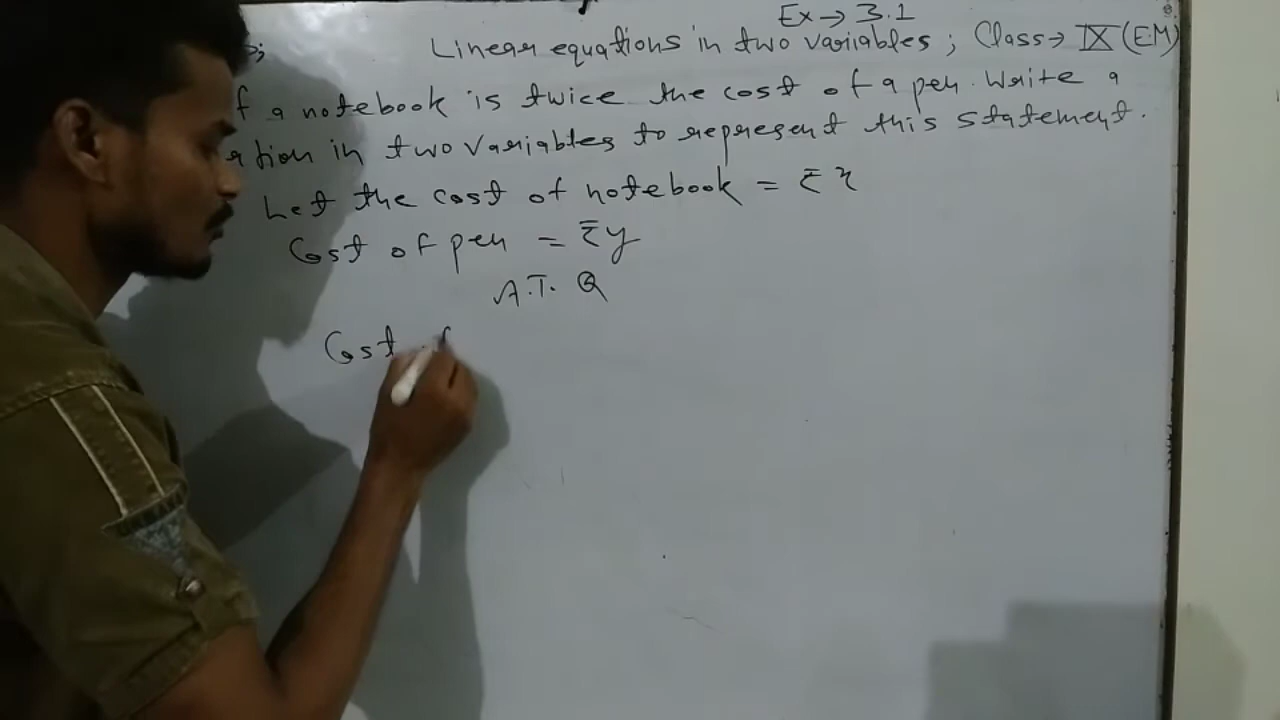 Ex → 3.1
Linear equations in two variables ; Class → IX (EM)
a notebook is twice the cost of a pen. Write a
tion in two variables to represent this statement.
Let the cost of notebook = ₹ x
Cost of pen = ₹ y
A.T. Q
Cost